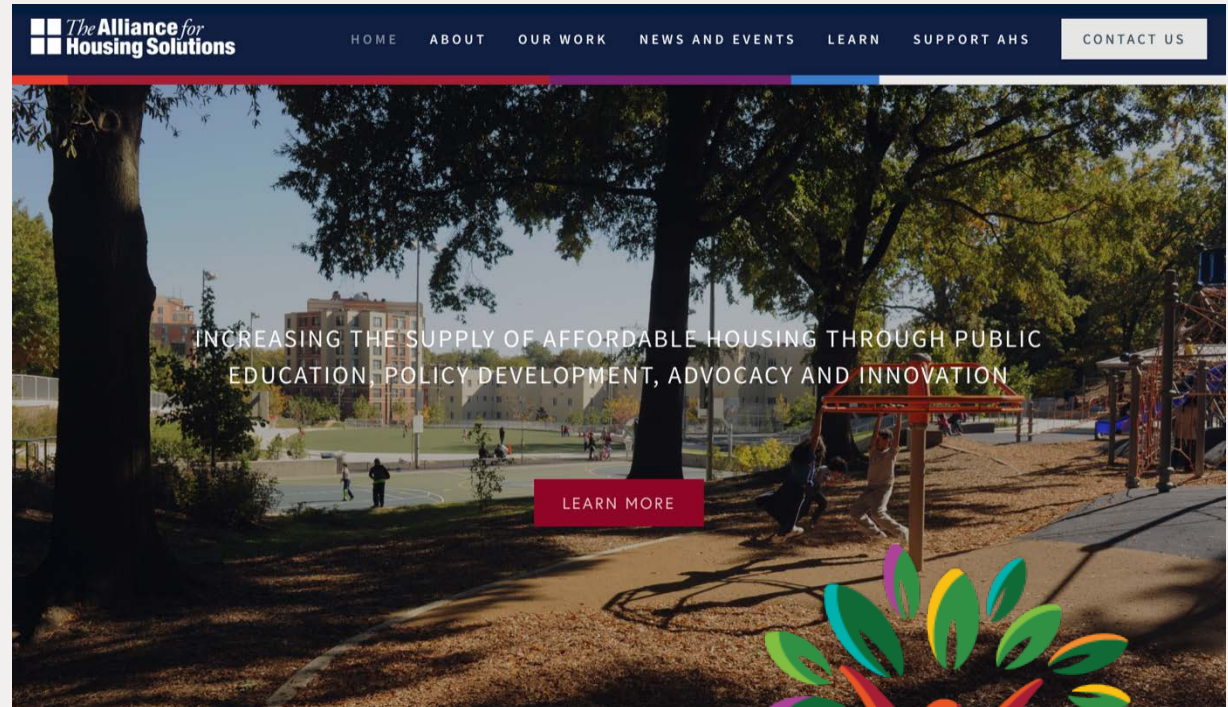 The Alliance for
Housing Solutions
HOME ABOUT OUR WORK NEWS AND EVENTS LEARN SUPPORT AHS CONTACT US
INCREASING THE SUPPLY OF AFFORDABLE HOUSING THROUGH PUBLIC
EDUCATION, POLICY DEVELOPMENT, ADVOCACY AND INNOVATION
LEARN MORE